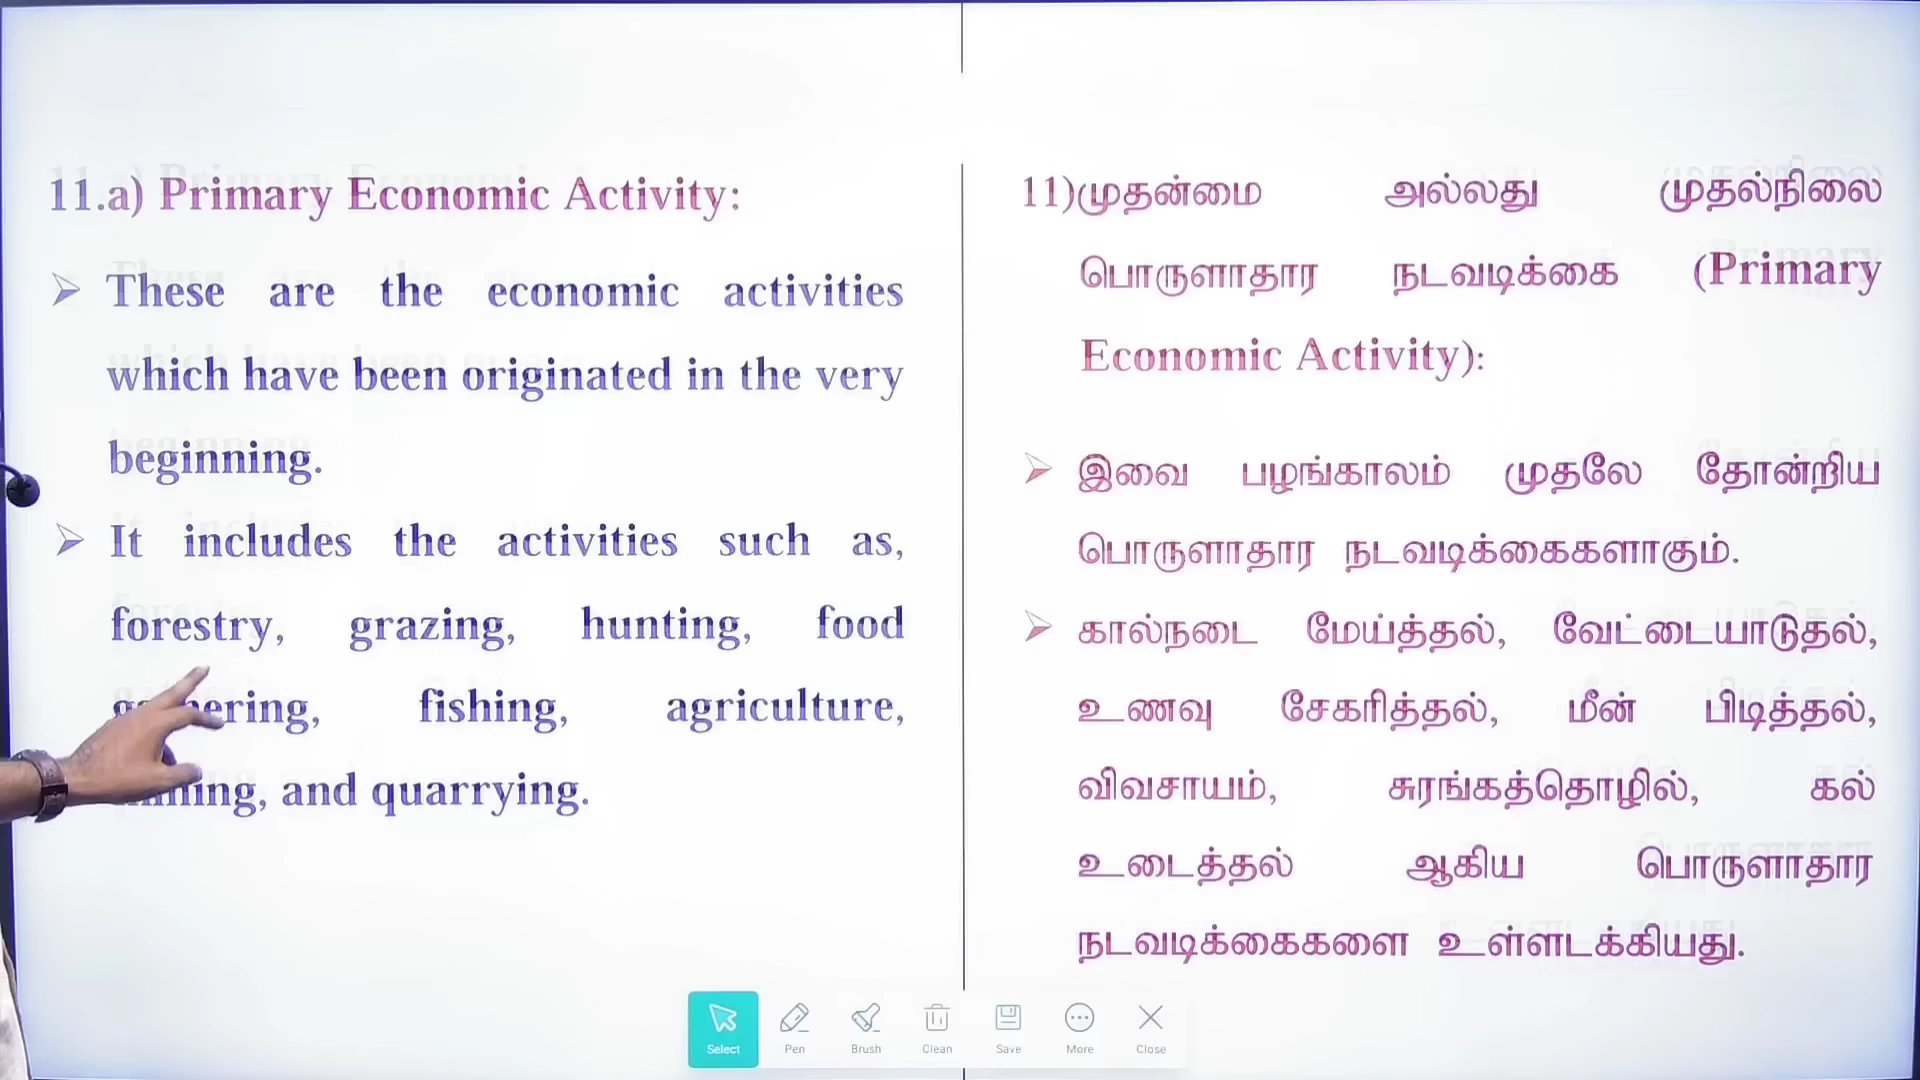 11.a) Primary Economic Activity:
➢ These are the economic activities
which have been originated in the very
beginning.
➢ It includes the activities such as,
forestry, grazing, hunting, food
fishing, agriculture,
and quarrying.
11)முதன்மை அல்லது முதல்நிலை
பொருளாதார நடவடிக்கை (Primary
Economic Activity):
➢ இவை பழங்காலம் முதலே தோன்றிய
பொருளாதார நடவடிக்கைகளாகும்.
➢ கால்நடை மேய்த்தல், வேட்டையாடுதல்,
உணவு சேகரித்தல், மீன் பிடித்தல்,
விவசாயம், சுரங்கத்தொழில், கல்
உடைத்தல் ஆகிய பொருளாதார
நடவடிக்கைகளை உள்ளடக்கியது.
Select Pen Brush Clean Save More Close